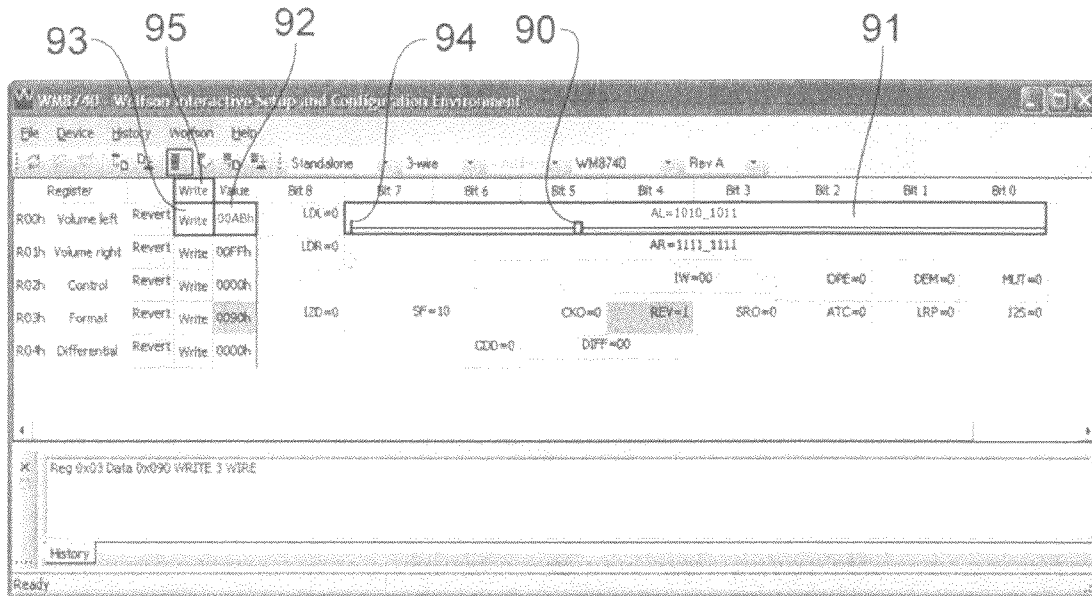 93 95 92 94 90 91
WM8740 - Wolfson Interactive Setup and Configuration Environment
File Device History Wolfson Help
Standalone 3-wire WM8740 Rev A
Register Write Value Bit 8 Bit 7 Bit 6 Bit 5 Bit 4 Bit 3 Bit 2 Bit 1 Bit 0
R00h Volume left Revert Write 00ABh LDL=0 AL=1010_1011
R01h Volume right Revert Write 00FFh LDR=0 AR=1111_1111
R02h Control Revert Write 0000h IW=00 OPE=0 DEM=0 MUT=0
R03h Format Revert Write 0090h IZD=0 SF=10 CKO=0 REV=1 SRO=0 ATC=0 LRP=0 I2S=0
R04h Differential Revert Write 0000h CDD=0 DIFF=00
Reg 0x03 Data 0x090 WRITE 3 WIRE
History
Ready